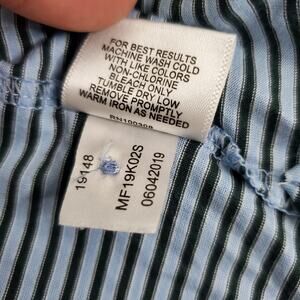 FOR BEST RESULTS
MACHINE WASH COLD
WITH LIKE COLORS
NON-CHLORINE
BLEACH ONLY
TUMBLE DRY LOW
REMOVE PROMPTLY
WARM IRON AS NEEDED
19148
MF19K02S
06042019